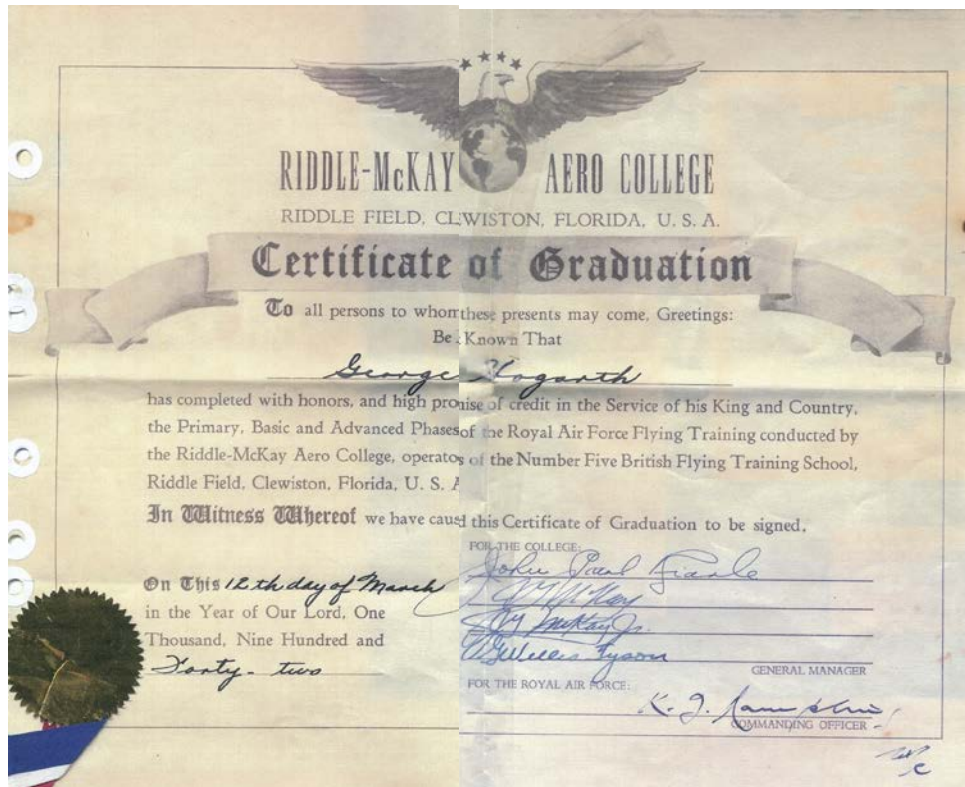 RIDDLE-McKAY AERO COLLEGE
RIDDLE FIELD, CLEWISTON, FLORIDA, U. S. A.
Certificate of Graduation
To all persons to whom these presents may come, Greetings:
Be Known That
George Hogarth
has completed with honors, and high promise of credit in the Service of his King and Country,
the Primary, Basic and Advanced Phases of the Royal Air Force Flying Training conducted by
the Riddle-McKay Aero College, operators of the Number Five British Flying Training School,
Riddle Field, Clewiston, Florida, U. S. A
In Witness Whereof we have caused this Certificate of Graduation to be signed,
On This 12th day of March
in the Year of Our Lord, One
Thousand, Nine Hundred and
Forty-two
FOR THE COLLEGE:
John Paul Riddle
McKay
McKay Jr.
G Willis Tyson
GENERAL MANAGER
FOR THE ROYAL AIR FORCE:
K. J.
COMMANDING OFFICER